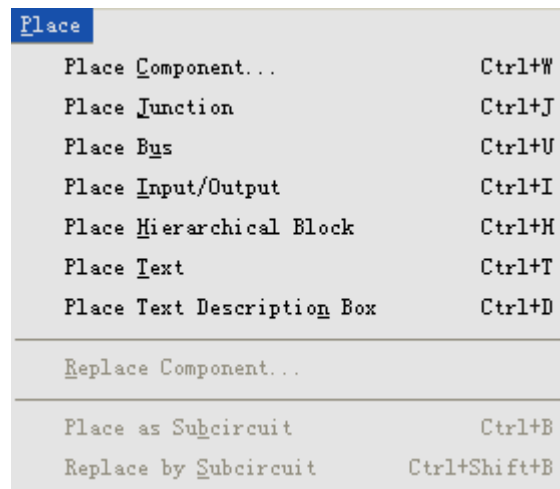 Place
Place Component... Ctrl+W
Place Junction Ctrl+J
Place Bus Ctrl+U
Place Input/Output Ctrl+I
Place Hierarchical Block Ctrl+H
Place Text Ctrl+T
Place Text Description Box Ctrl+D
Replace Component...
Place as Subcircuit Ctrl+B
Replace by Subcircuit Ctrl+Shift+B